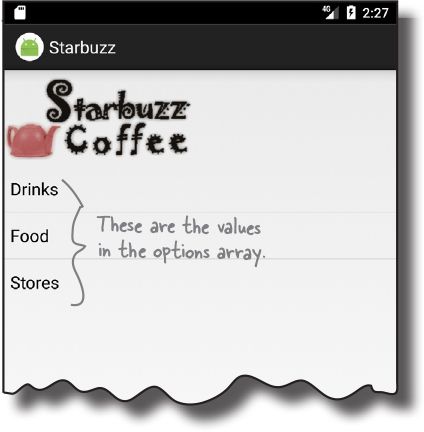 4G 2:27
Starbuzz
Starbuzz
Coffee
Drinks
Food
Stores
These are the values
in the options array.